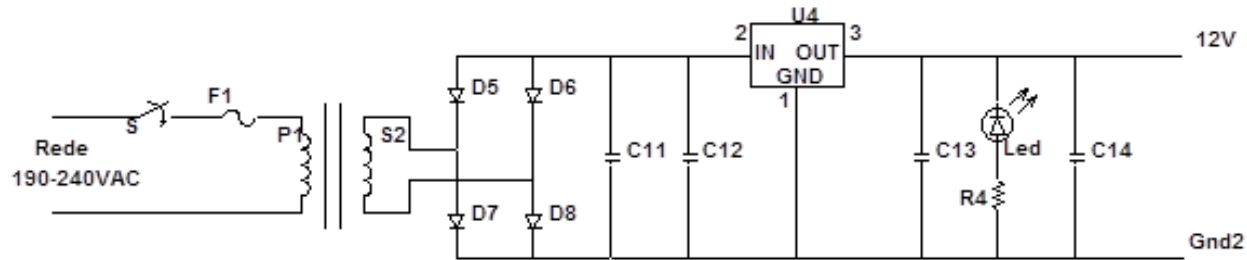 U4
2
3
12V
IN OUT
GND
1
D5
D6
F1
S
P1
S2
C11
C12
C13
Led
C14
Rede
190-240VAC
R4
D7
D8
Gnd2